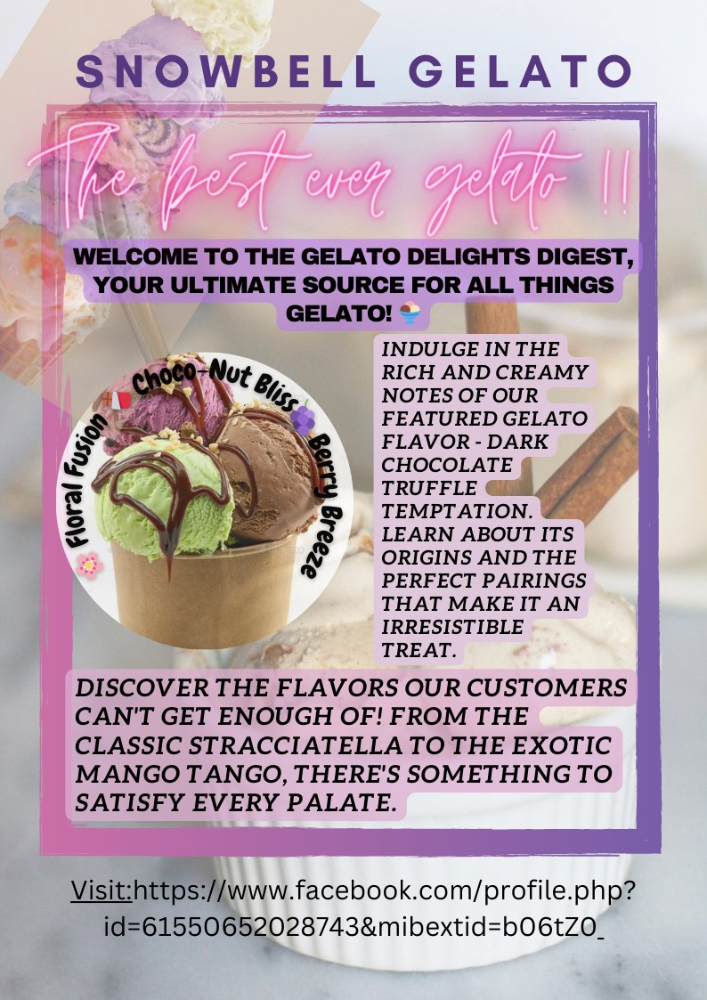 SNOWBELL GELATO
The best ever gelato !!
WELCOME TO THE GELATO DELIGHTS DIGEST,
YOUR ULTIMATE SOURCE FOR ALL THINGS
GELATO! 🍨
Floral Fusion
Choco-Nut Bliss
Berry Breeze
INDULGE IN THE
RICH AND CREAMY
NOTES OF OUR
FEATURED GELATO
FLAVOR - DARK
CHOCOLATE
TRUFFLE
TEMPTATION.
LEARN ABOUT ITS
ORIGINS AND THE
PERFECT PAIRINGS
THAT MAKE IT AN
IRRESISTIBLE
TREAT.
DISCOVER THE FLAVORS OUR CUSTOMERS
CAN'T GET ENOUGH OF! FROM THE
CLASSIC STRACCIATELLA TO THE EXOTIC
MANGO TANGO, THERE'S SOMETHING TO
SATISFY EVERY PALATE.
Visit:https://www.facebook.com/profile.php?
id=61550652028743&mibextid=b06tZ0_